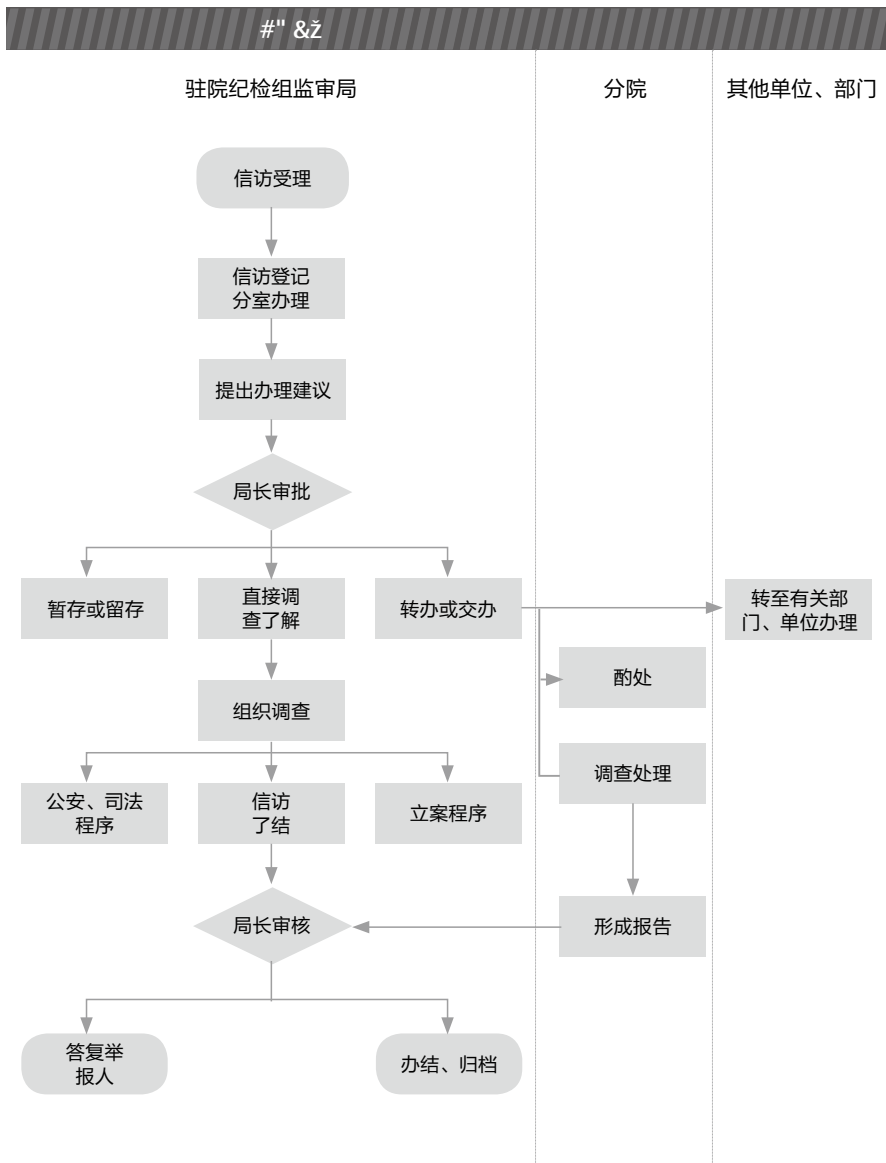 #" &ž
驻院纪检组监审局
分院
其他单位、部门
信访受理
信访登记
分室办理
提出办理建议
局长审批
暂存或留存
直接调
查了解
转办或交办
转至有关部
门、单位办理
酌处
组织调查
调查处理
公安、司法
程序
信访
了结
立案程序
局长审核
形成报告
答复举
报人
办结、归档